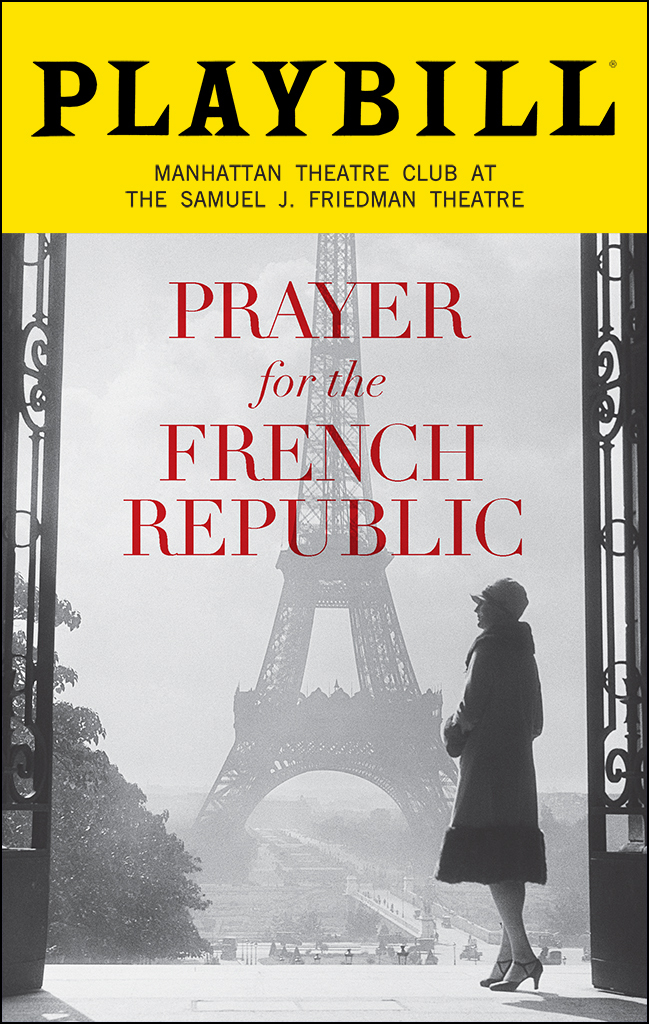 PLAYBILL®
MANHATTAN THEATRE CLUB AT
THE SAMUEL J. FRIEDMAN THEATRE
PRAYER
for the
FRENCH
REPUBLIC